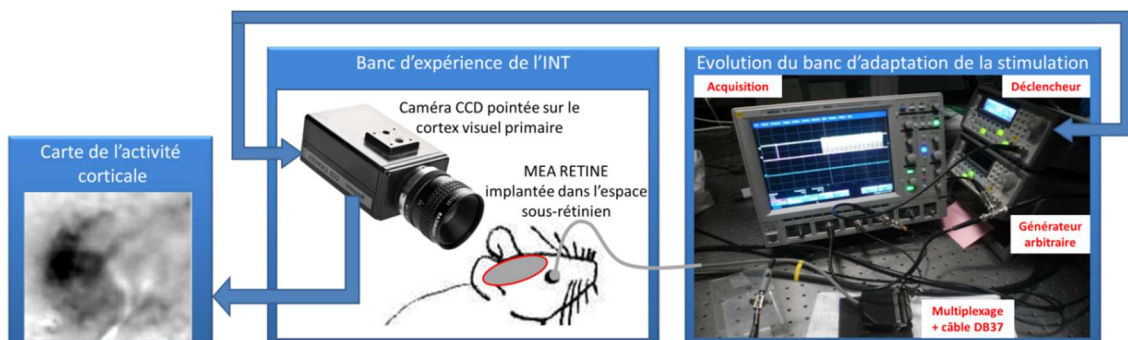 Banc d'expérience de l'INT
Evolution du banc d'adaptation de la stimulation
Acquisition
Déclencheur
Caméra CCD pointée sur le
cortex visuel primaire
Carte de l'activité
corticale
MEA RETINE
implantée dans l'espace
sous-rétinien
Générateur
arbitraire
Multiplexage
+ câble DB37